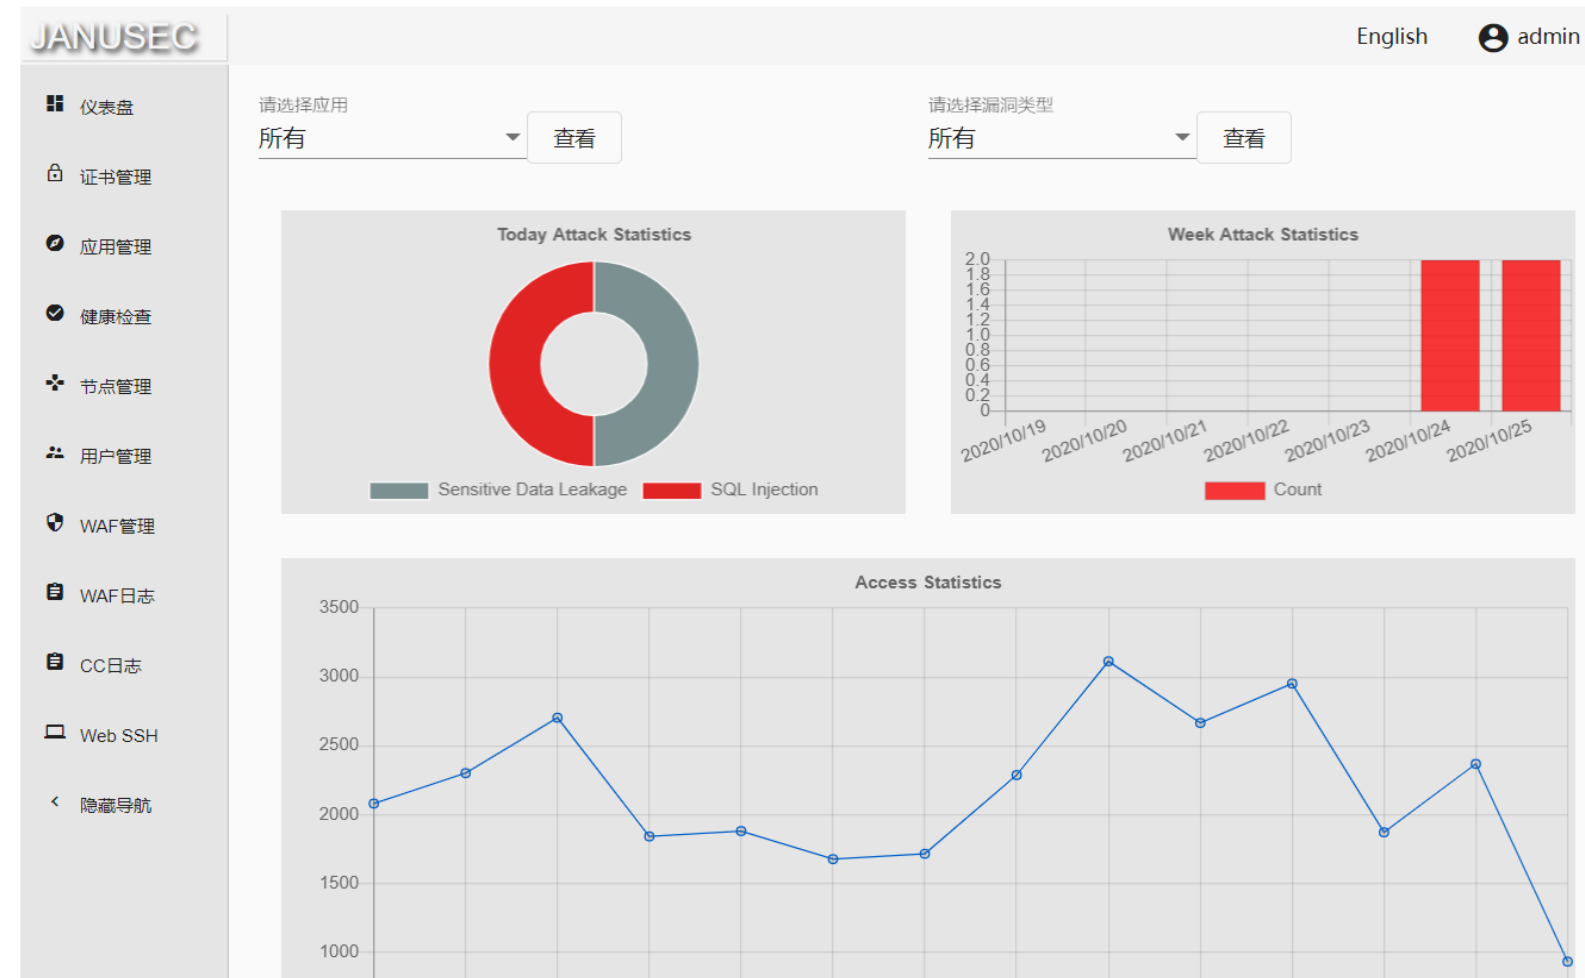 JANUSEC
English
admin
仪表盘
证书管理
应用管理
健康检查
节点管理
用户管理
WAF管理
WAF日志
CC日志
Web SSH
隐藏导航
请选择应用
所有
查看
请选择漏洞类型
所有
查看
Today Attack Statistics
Sensitive Data Leakage
SQL Injection
Week Attack Statistics
2.0
1.8
1.6
1.4
1.2
1.0
0.8
0.6
0.4
0.2
0
2020/10/19
2020/10/20
2020/10/21
2020/10/22
2020/10/23
2020/10/24
2020/10/25
Count
Access Statistics
3500
3000
2500
2000
1500
1000